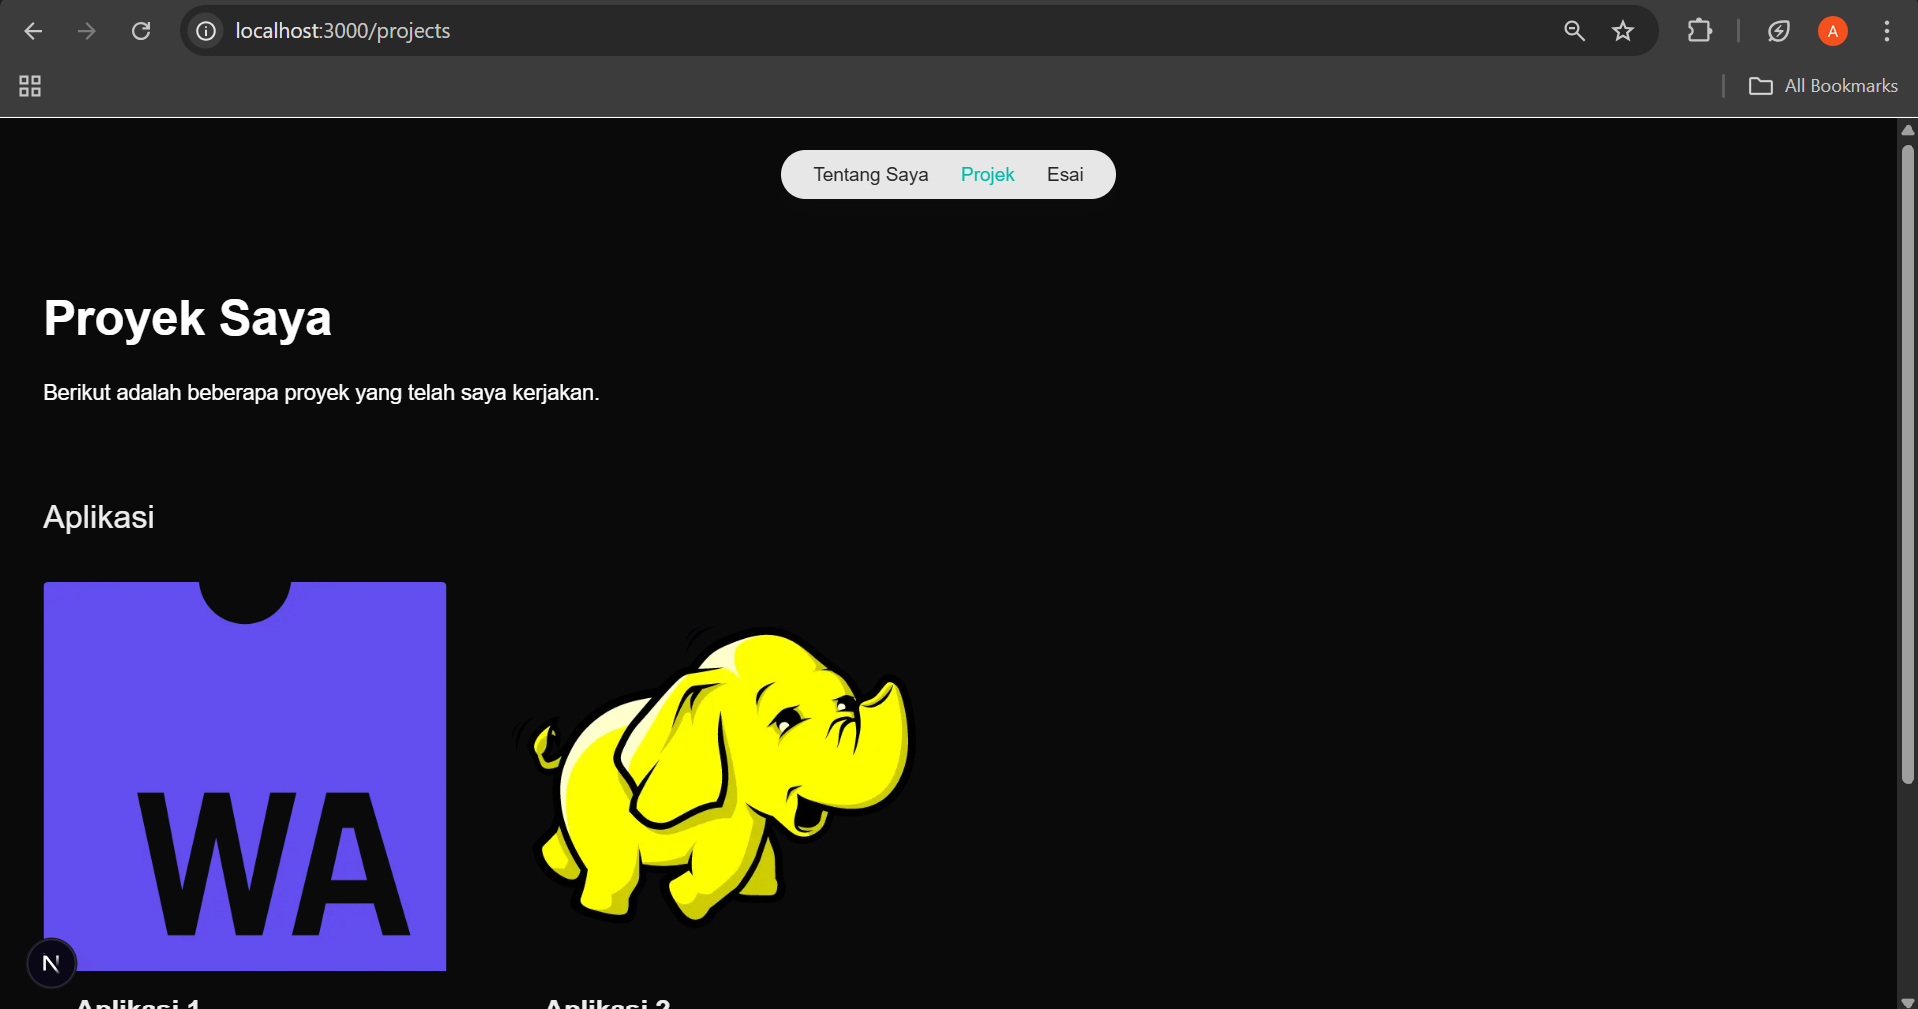 localhost:3000/projects
A
All Bookmarks
Tentang Saya Projek Esai
Proyek Saya
Berikut adalah beberapa proyek yang telah saya kerjakan.
Aplikasi
WA
N
Aplikasi 1 Aplikasi 2